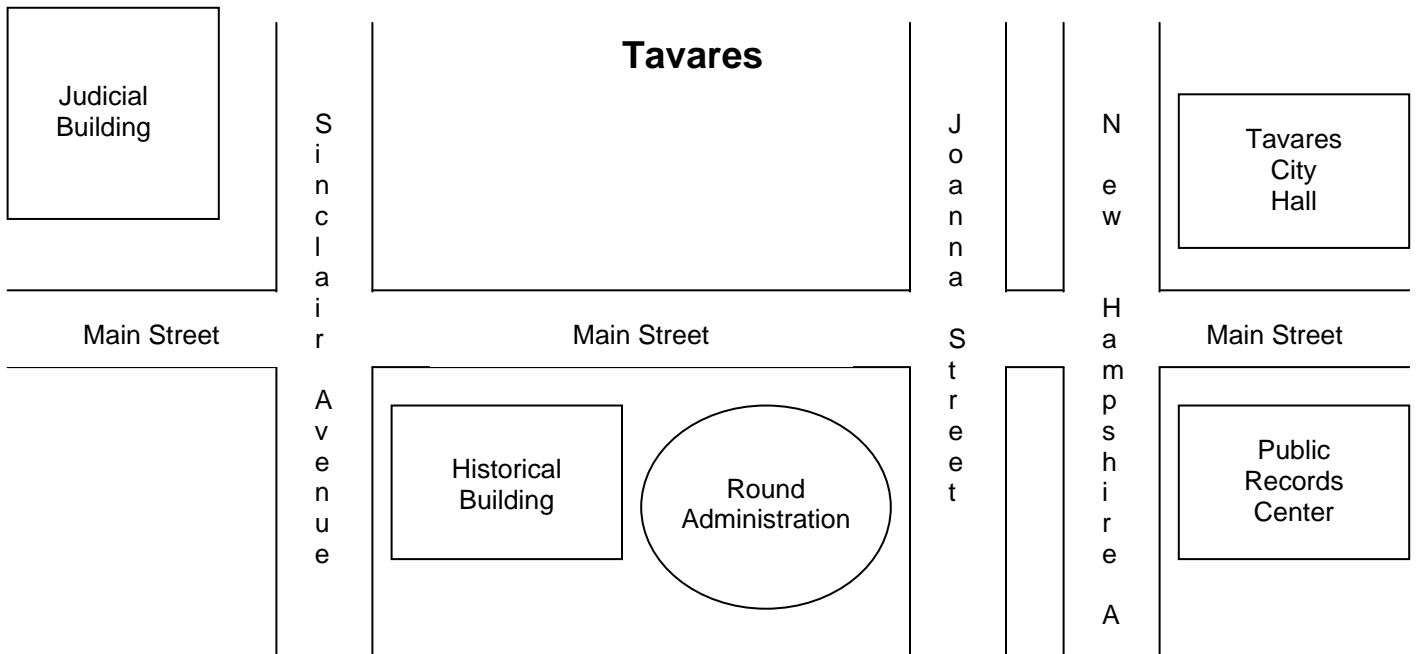 Tavares
Judicial
Building
Sinclair Avenue
Joanna Street
New Hampshire A
Tavares
City
Hall
Main Street
Main Street
Main Street
Historical
Building
Round
Administration
Public
Records
Center